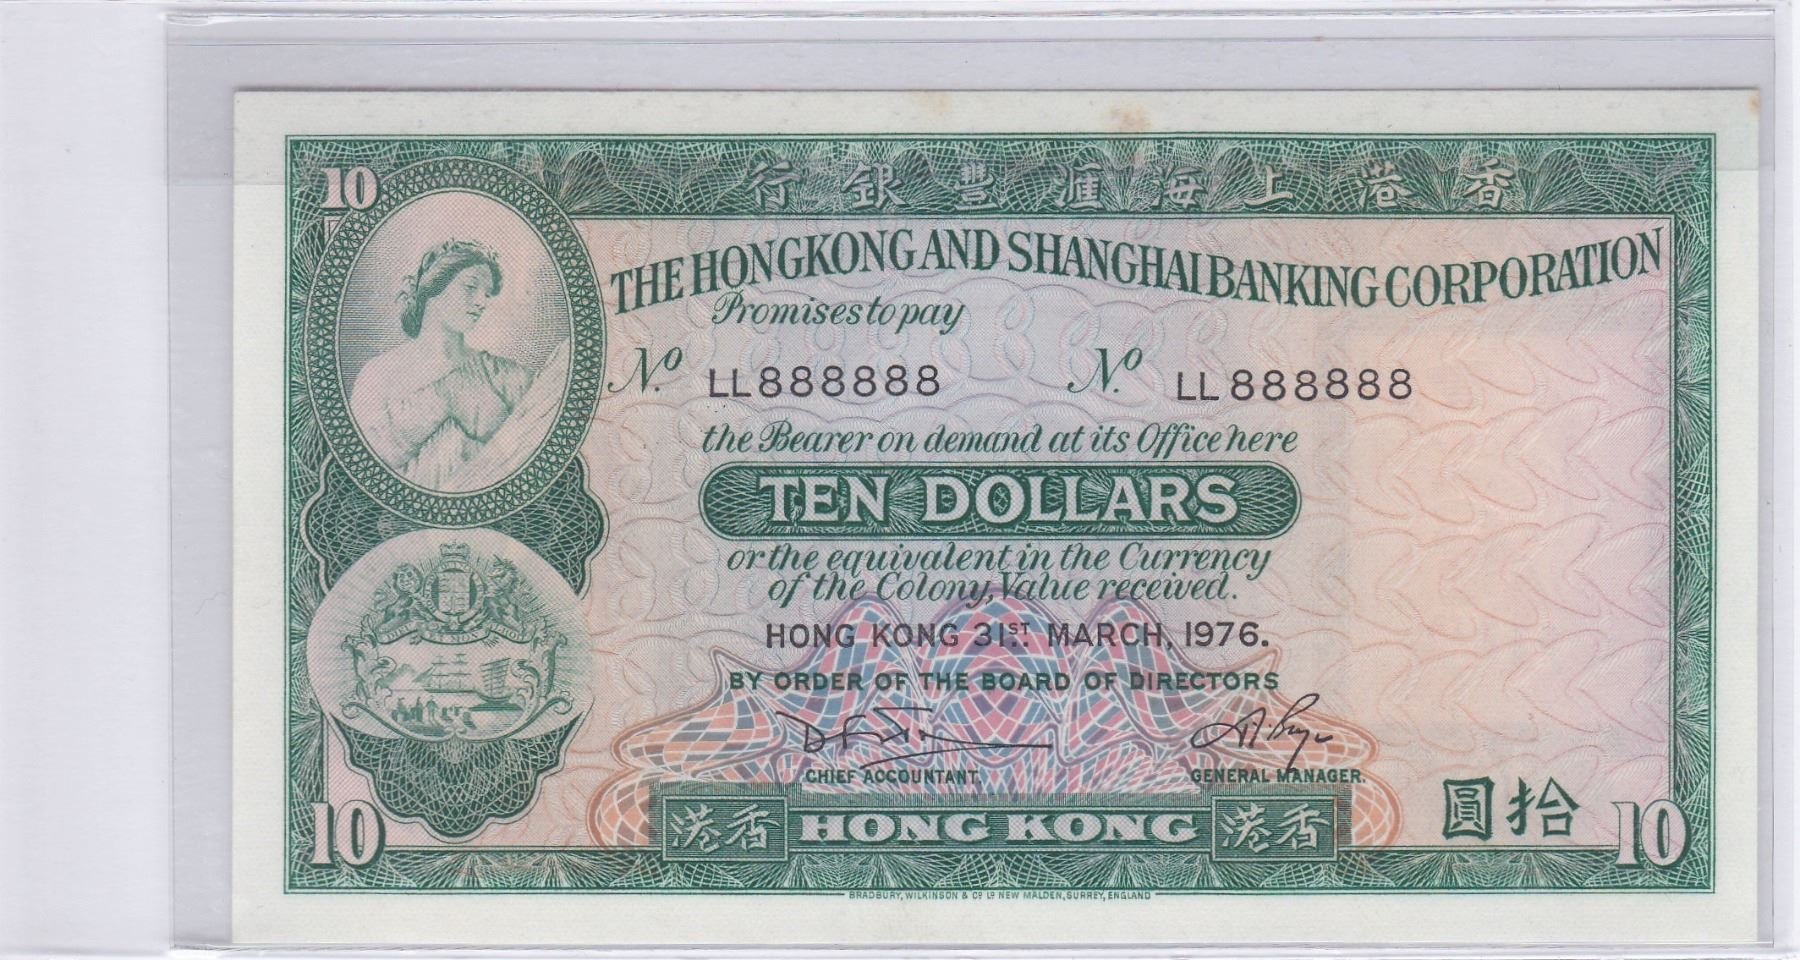 行銀豐滙海上港香
10
THE HONGKONG AND SHANGHAI BANKING CORPORATION
Promises to pay
No. LL888888 No. LL888888
the Bearer on demand at its Office here
TEN DOLLARS
or the equivalent in the Currency
of the Colony, Value received.
HONG KONG 31ST MARCH, 1976.
BY ORDER OF THE BOARD OF DIRECTORS
CHIEF ACCOUNTANT. GENERAL MANAGER.
圓拾
10 港香 HONG KONG 港香 10
BRADBURY, WILKINSON & Co Ld NEW MALDEN, SURREY, ENGLAND